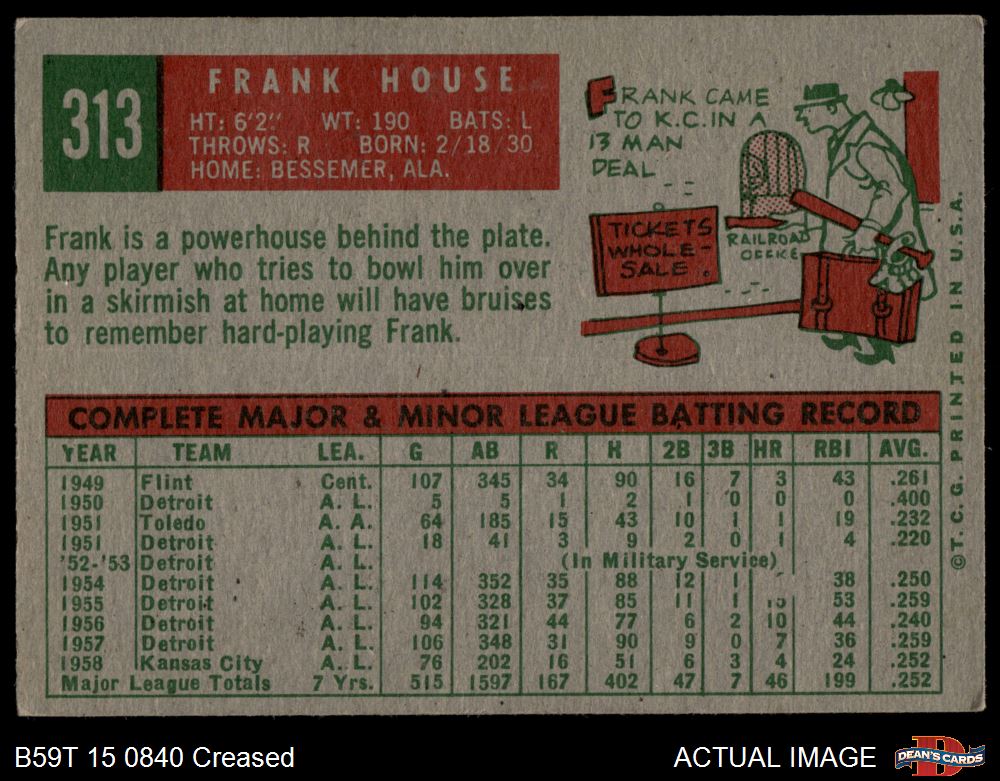 313
FRANK HOUSE
HT: 6'2" WT: 190 BATS: L
THROWS: R BORN: 2/18/30
HOME: BESSEMER, ALA.
FRANK CAME
TO K.C. IN A
13 MAN
DEAL
TICKETS
WHOLE-
SALE
RAILROAD
OFFICE
Frank is a powerhouse behind the plate.
Any player who tries to bowl him over
in a skirmish at home will have bruises
to remember hard-playing Frank.
COMPLETE MAJOR & MINOR LEAGUE BATTING RECORD
YEAR TEAM LEA. G AB R H 2B 3B HR RBI AVG.
1949 Flint Cent. 107 345 34 90 16 7 3 43 .261
1950 Detroit A. L. 5 5 1 2 1 0 0 0 .400
1951 Toledo A. A. 64 185 15 43 10 1 1 19 .232
1951 Detroit A. L. 18 41 3 9 2 0 1 4 .220
'52-'53 Detroit A. L. (In Military Service)
1954 Detroit A. L. 114 352 35 88 12 1 38 .250
1955 Detroit A. L. 102 328 37 85 11 1 15 53 .259
1956 Detroit A. L. 94 321 44 77 6 2 10 44 .240
1957 Detroit A. L. 106 348 31 90 9 0 7 36 .259
1958 Kansas City A. L. 76 202 16 51 6 3 4 24 .252
Major League Totals 7 Yrs. 515 1597 167 402 47 7 46 199 .252
©T.C.G. PRINTED IN U.S.A.
B59T 15 0840 Creased
ACTUAL IMAGE
D
DEAN'S CARDS